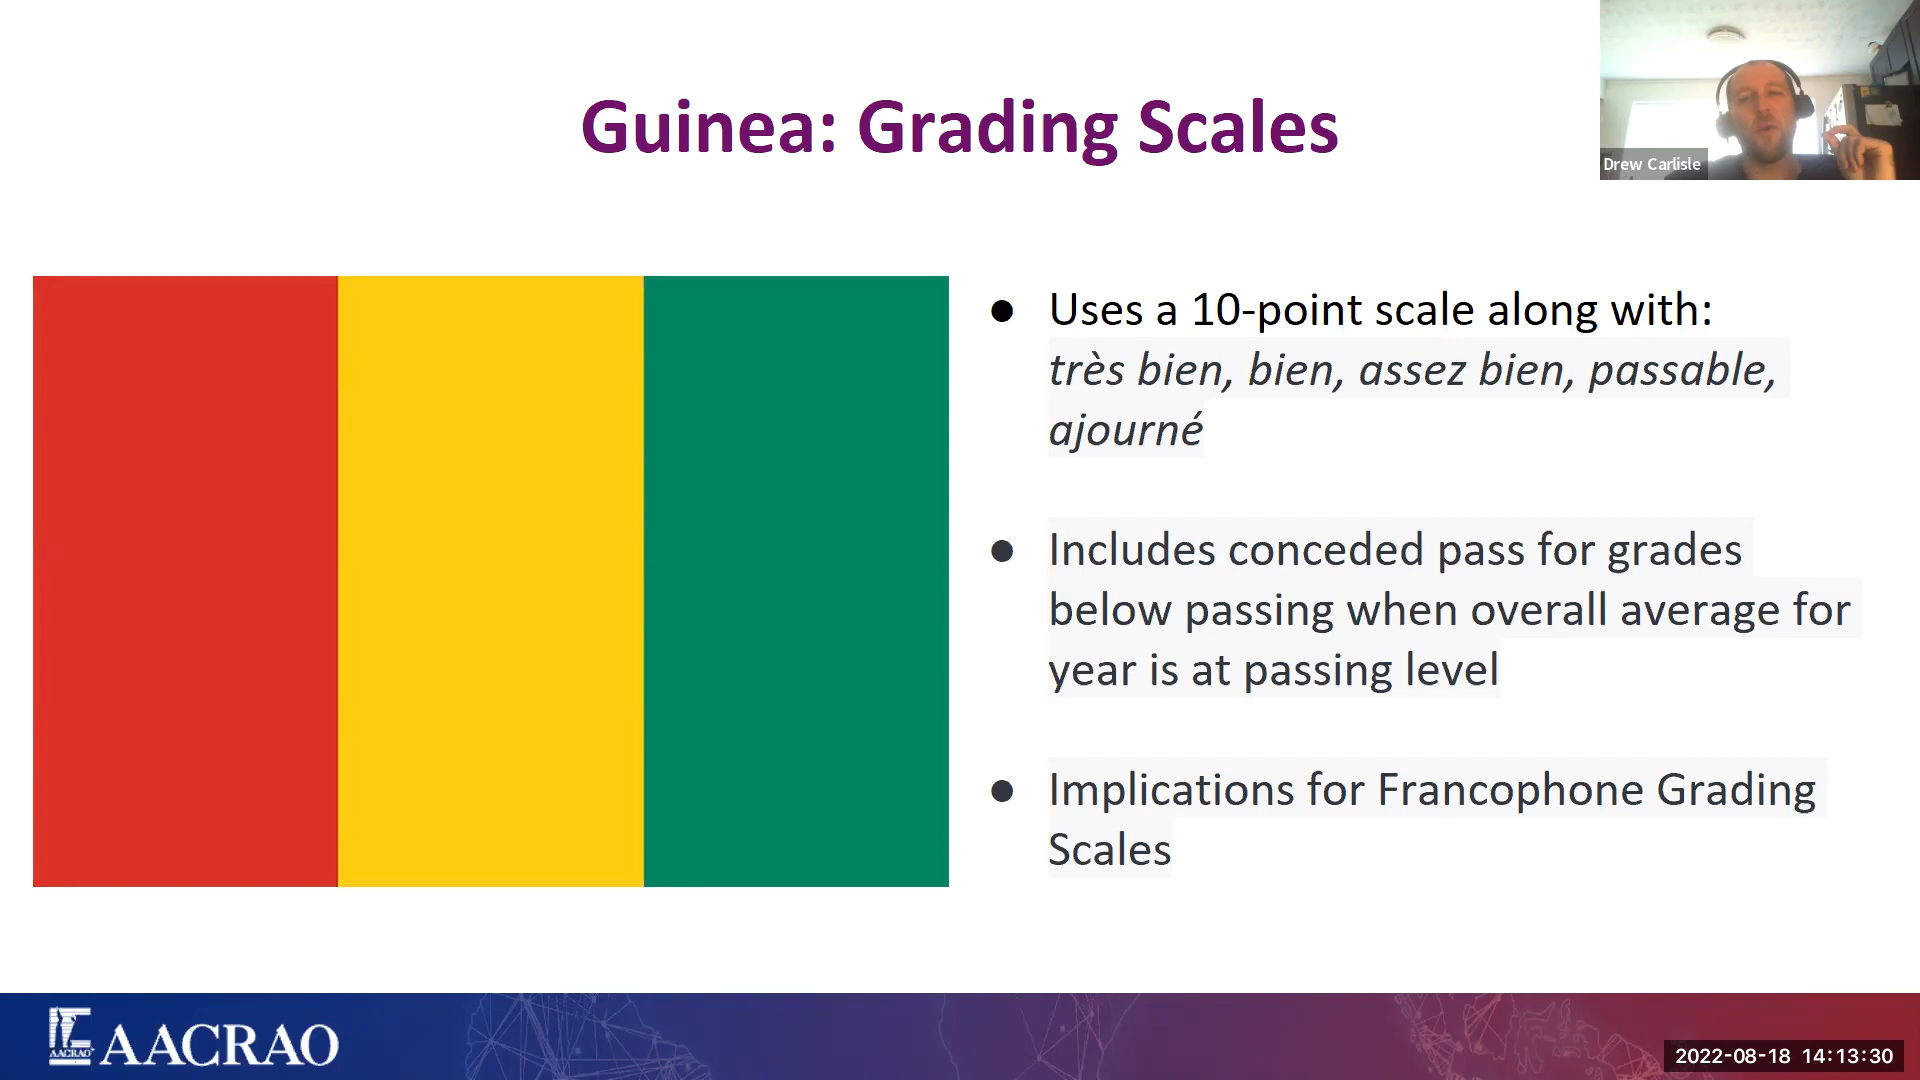 Guinea: Grading Scales
Drew Carlisle
● Uses a 10-point scale along with:
très bien, bien, assez bien, passable,
ajourné
● Includes conceded pass for grades
below passing when overall average for
year is at passing level
● Implications for Francophone Grading
Scales
AACRAO
AACRAO
2022-08-18 14:13:30